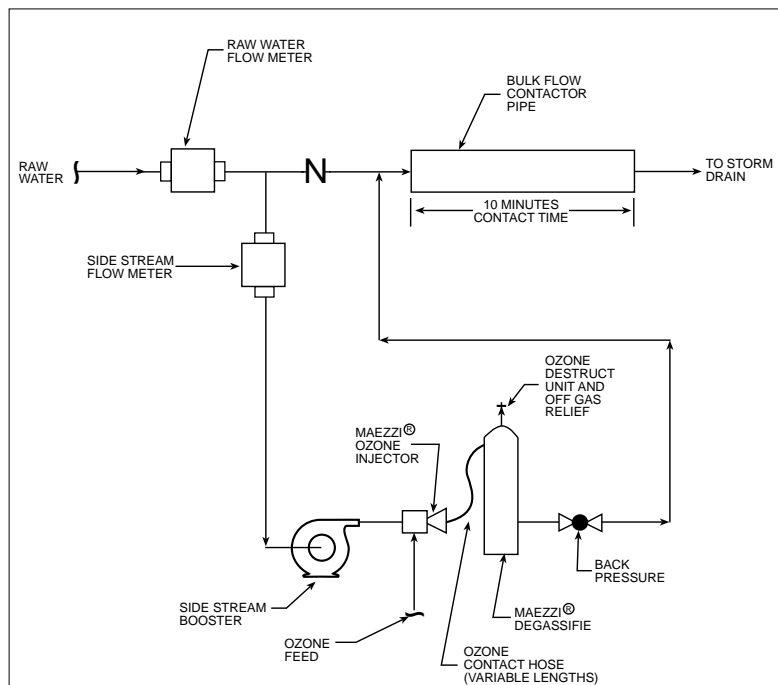 RAW WATER
FLOW METER
BULK FLOW
CONTACTOR
PIPE
RAW
WATER
N
TO STORM
DRAIN
10 MINUTES
CONTACT TIME
SIDE STREAM
FLOW METER
OZONE
DESTRUCT
UNIT AND
OFF GAS
RELIEF
MAEZZI®
OZONE
INJECTOR
BACK
PRESSURE
SIDE STREAM
BOOSTER
MAEZZI®
DEGASSIFIE
OZONE
FEED
OZONE
CONTACT HOSE
(VARIABLE LENGTHS)